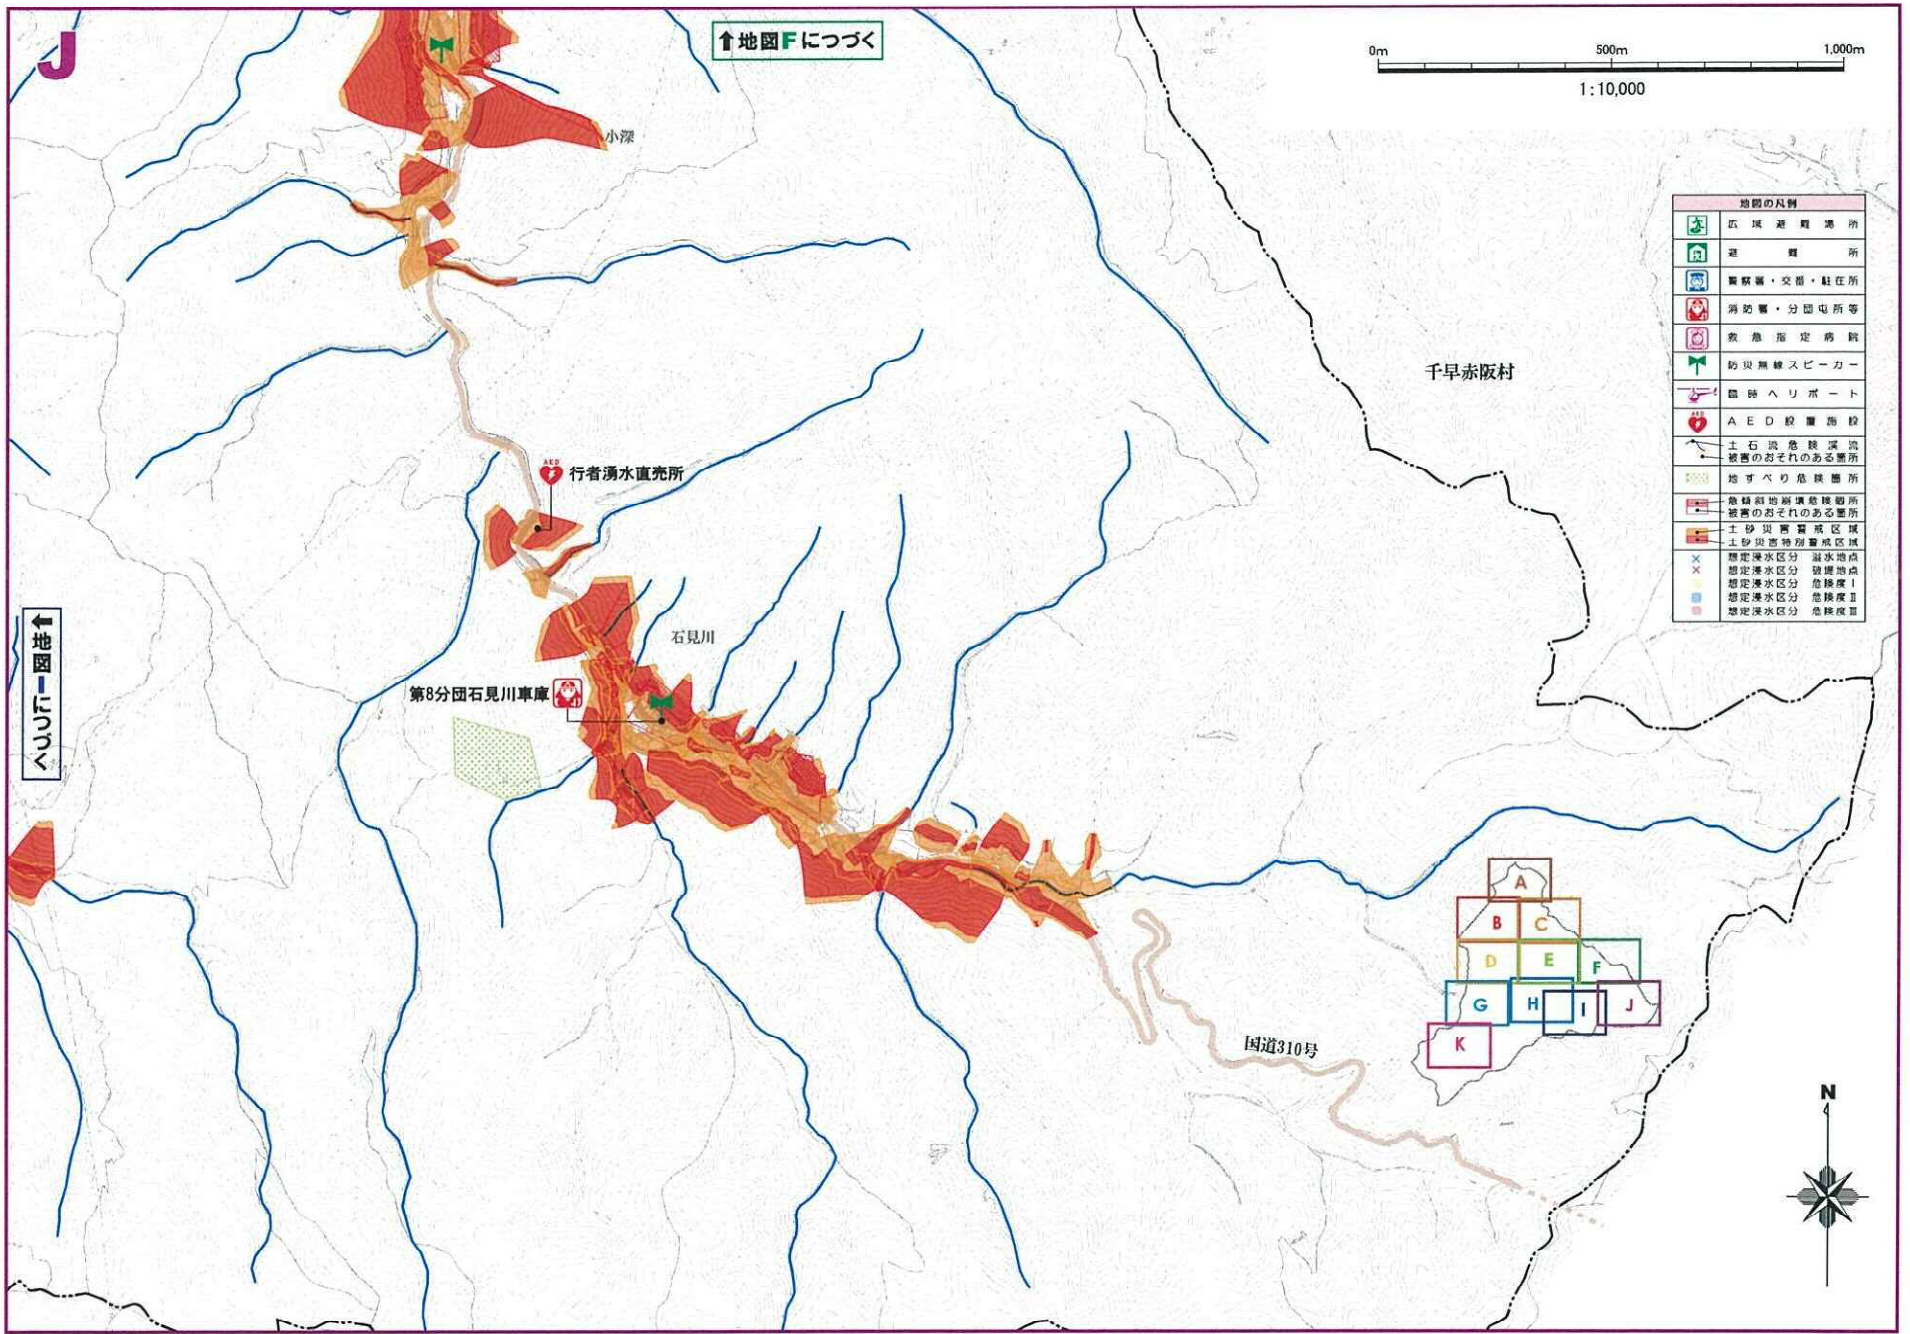 J
↑地図Fにつづく
0m 500m 1,000m
1:10,000
小深
地図の凡例
広域避難場所
避難所
警察署・交番・駐在所
消防署・分団屯所等
救急指定病院
防災無線スピーカー
臨時ヘリポート
AED
AED設置施設
土石流危険渓流
被害のおそれのある箇所
地すべり危険箇所
急傾斜地崩壊危険箇所
被害のおそれのある箇所
土砂災害警戒区域
土砂災害特別警戒区域
想定浸水区分 溢水地点
想定浸水区分 破堤地点
想定浸水区分 危険度Ⅰ
想定浸水区分 危険度Ⅱ
想定浸水区分 危険度Ⅲ
千早赤阪村
AED
行者湧水直売所
石見川
↑地図Iにつづく
第8分団石見川車庫
国道310号
A
B C
D E F
G H I J
K
N